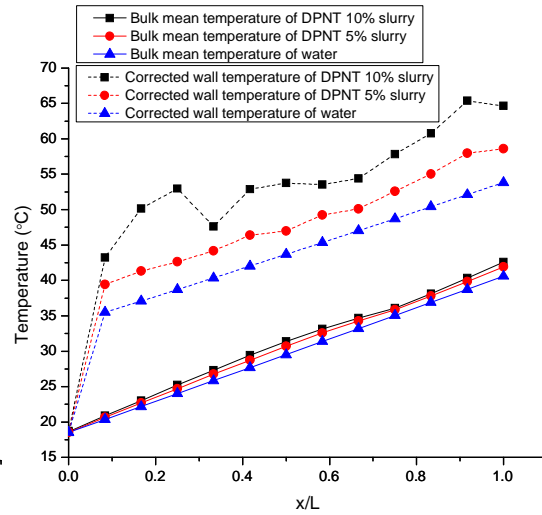 Bulk mean temperature of DPNT 10% slurry
Bulk mean temperature of DPNT 5% slurry
Bulk mean temperature of water
Corrected wall temperature of DPNT 10% slurry
Corrected wall temperature of DPNT 5% slurry
Corrected wall temperature of water
Temperature (°C)
70
65
60
55
50
45
40
35
30
25
20
15
0.0 0.2 0.4 0.6 0.8 1.0
x/L